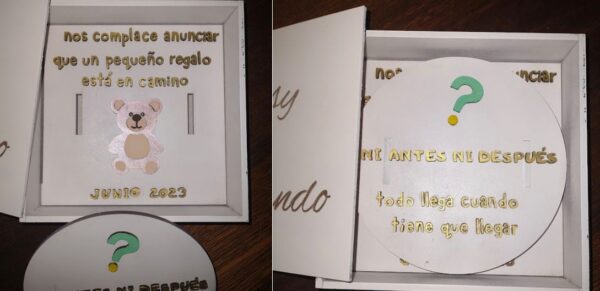 nos complace anunciar
que un pequeño regalo
está en camino
JUNIO 2023
?
ANTES NI DESPUÉS
nos
anunciar
?
NI ANTES NI DESPUÉS
todo llega cuando
tiene que llegar